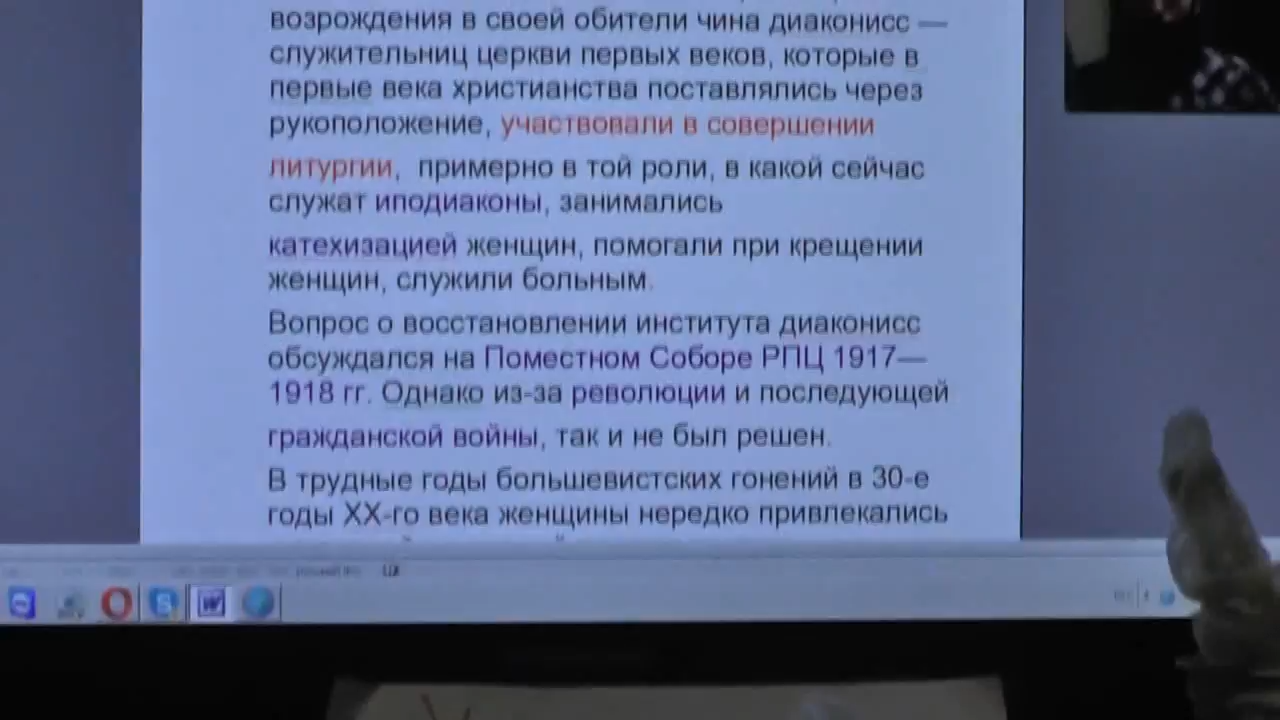 возрождения в своей обители чина диаконисс —
служительниц церкви первых веков, которые в
первые века христианства поставлялись через
рукоположение, участвовали в совершении
литургии, примерно в той роли, в какой сейчас
служат иподиаконы, занимались
катехизацией женщин, помогали при крещении
женщин, служили больным.
Вопрос о восстановлении института диаконисс
обсуждался на Поместном Соборе РПЦ 1917—
1918 гг. Однако из-за революции и последующей
гражданской войны, так и не был решен.
В трудные годы большевистских гонений в 30-е
годы XX-го века женщины нередко привлекались